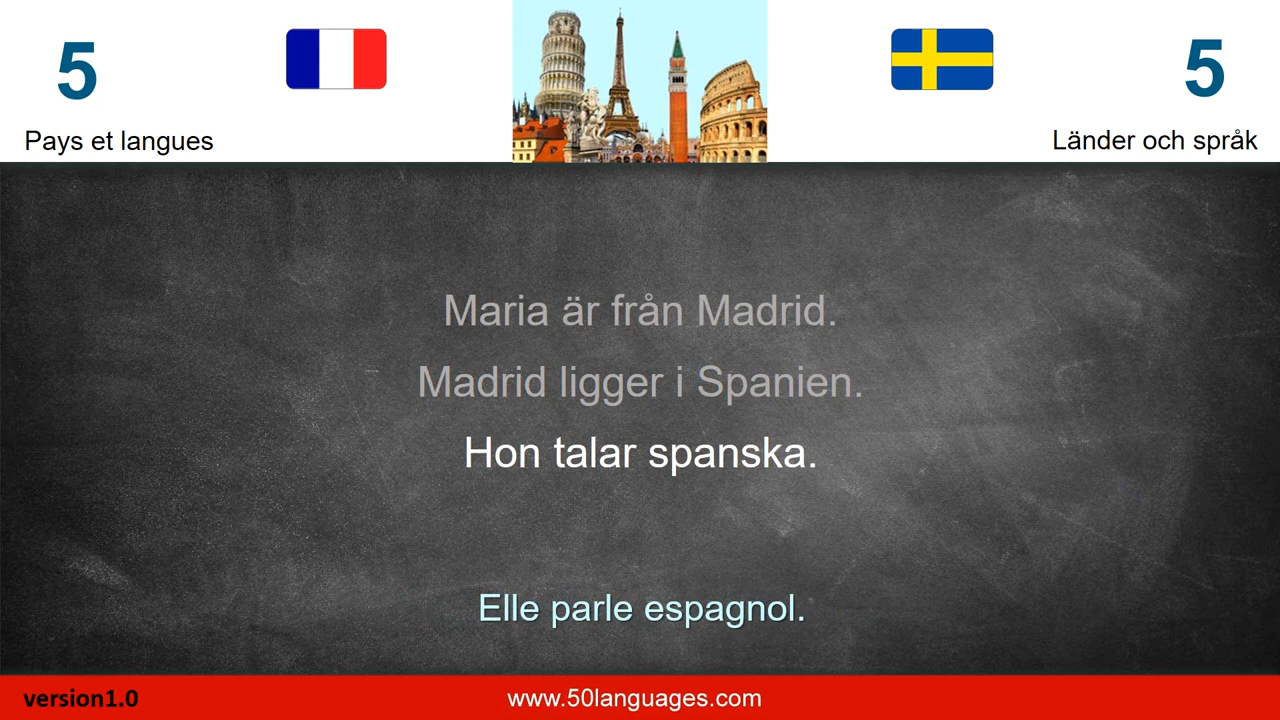 5
5
Pays et langues
Länder och språk
Maria är från Madrid.
Madrid ligger i Spanien.
Hon talar spanska.
Elle parle espagnol.
version1.0
www.50languages.com